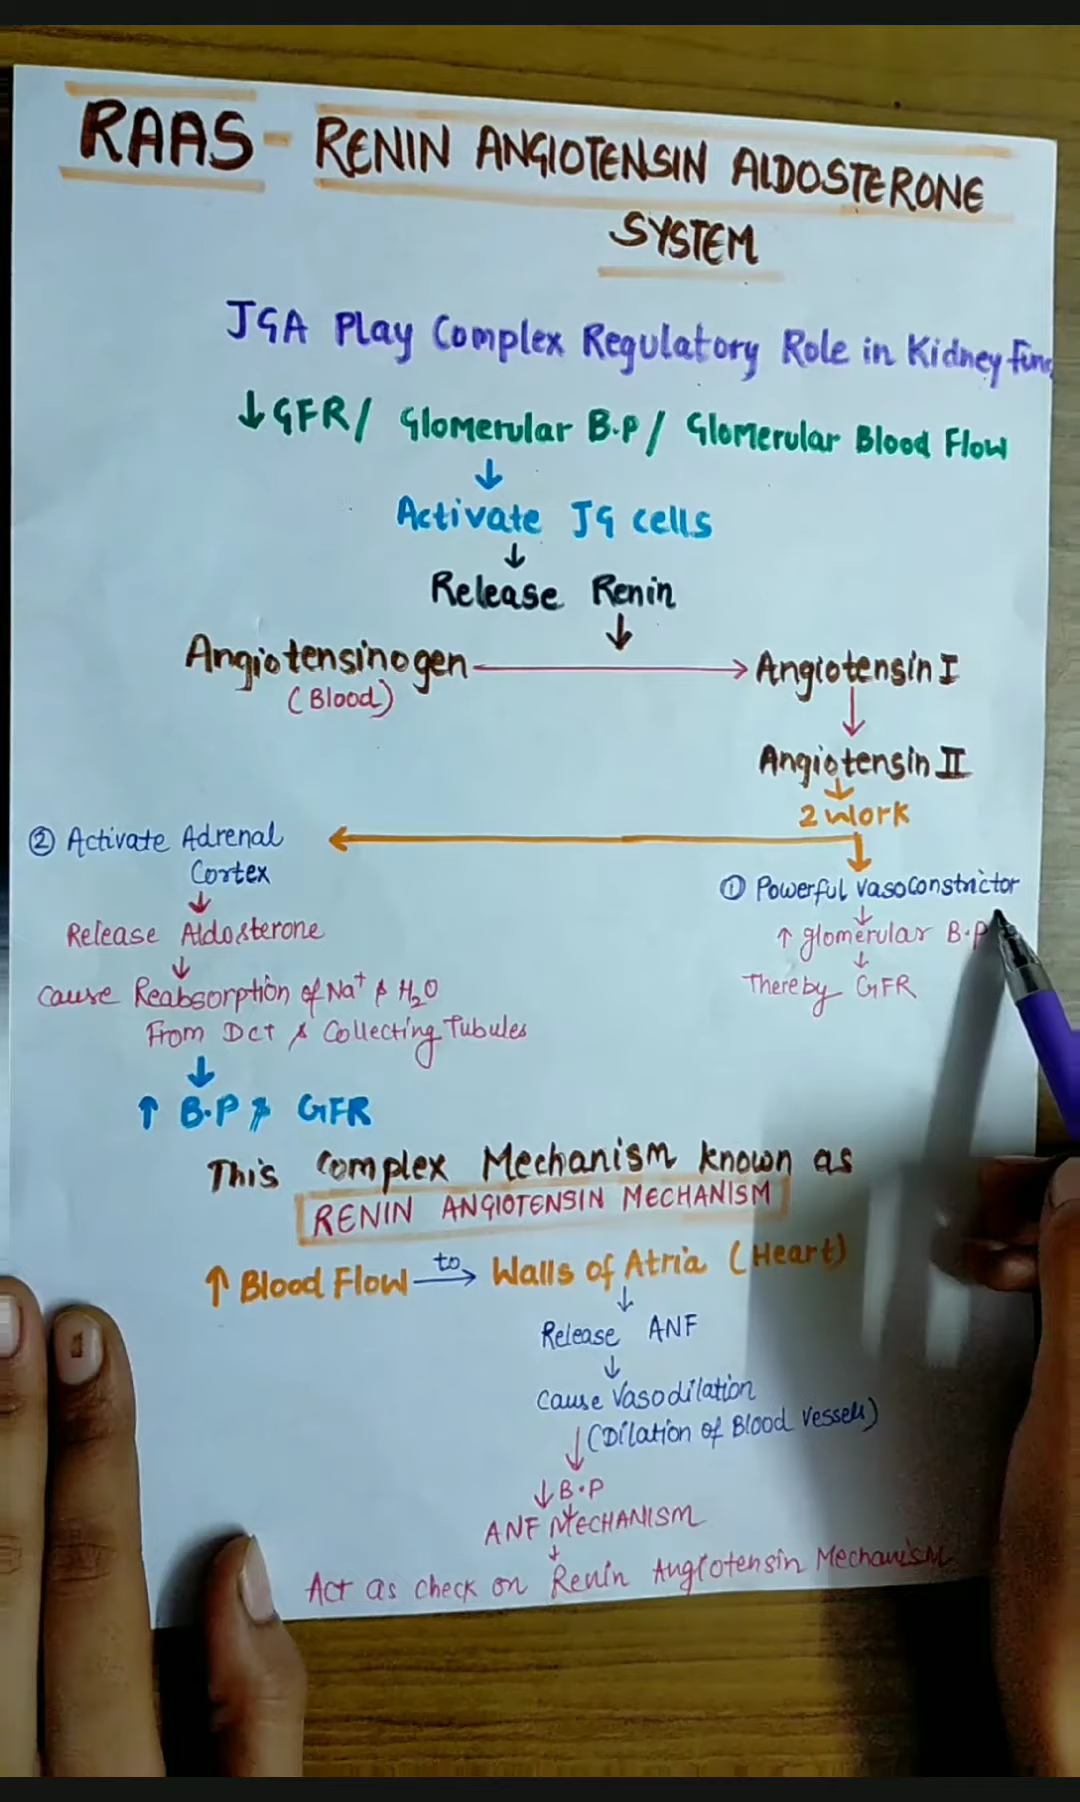 RAAS - RENIN ANGIOTENSIN ALDOSTERONE
SYSTEM
JGA Play Complex Regulatory Role in Kidney Func
↓ GFR / Glomerular B.P / Glomerular Blood Flow
↓
Activate JG cells
↓
Release Renin
↓
Angiotensinogen → Angiotensin I
(Blood)
↓
Angiotensin II
↓
2 Work
② Activate Adrenal
Cortex
↓
Release Aldosterone
↓
Cause Reabsorption of Na⁺ & H₂O
From DCT & Collecting Tubules
↓
↑ B.P & GFR
① Powerful Vasoconstrictor
↓
↑ glomerular B.P
↓
Thereby GFR
This Complex Mechanism known as
RENIN ANGIOTENSIN MECHANISM
↑ Blood Flow to → Walls of Atria (Heart)
↓
Release ANF
↓
Cause Vasodilation
↓ (Dilation of Blood Vessels)
↓ B.P
↓
ANF MECHANISM
↓
Act as check on Renin Angiotensin Mechanism